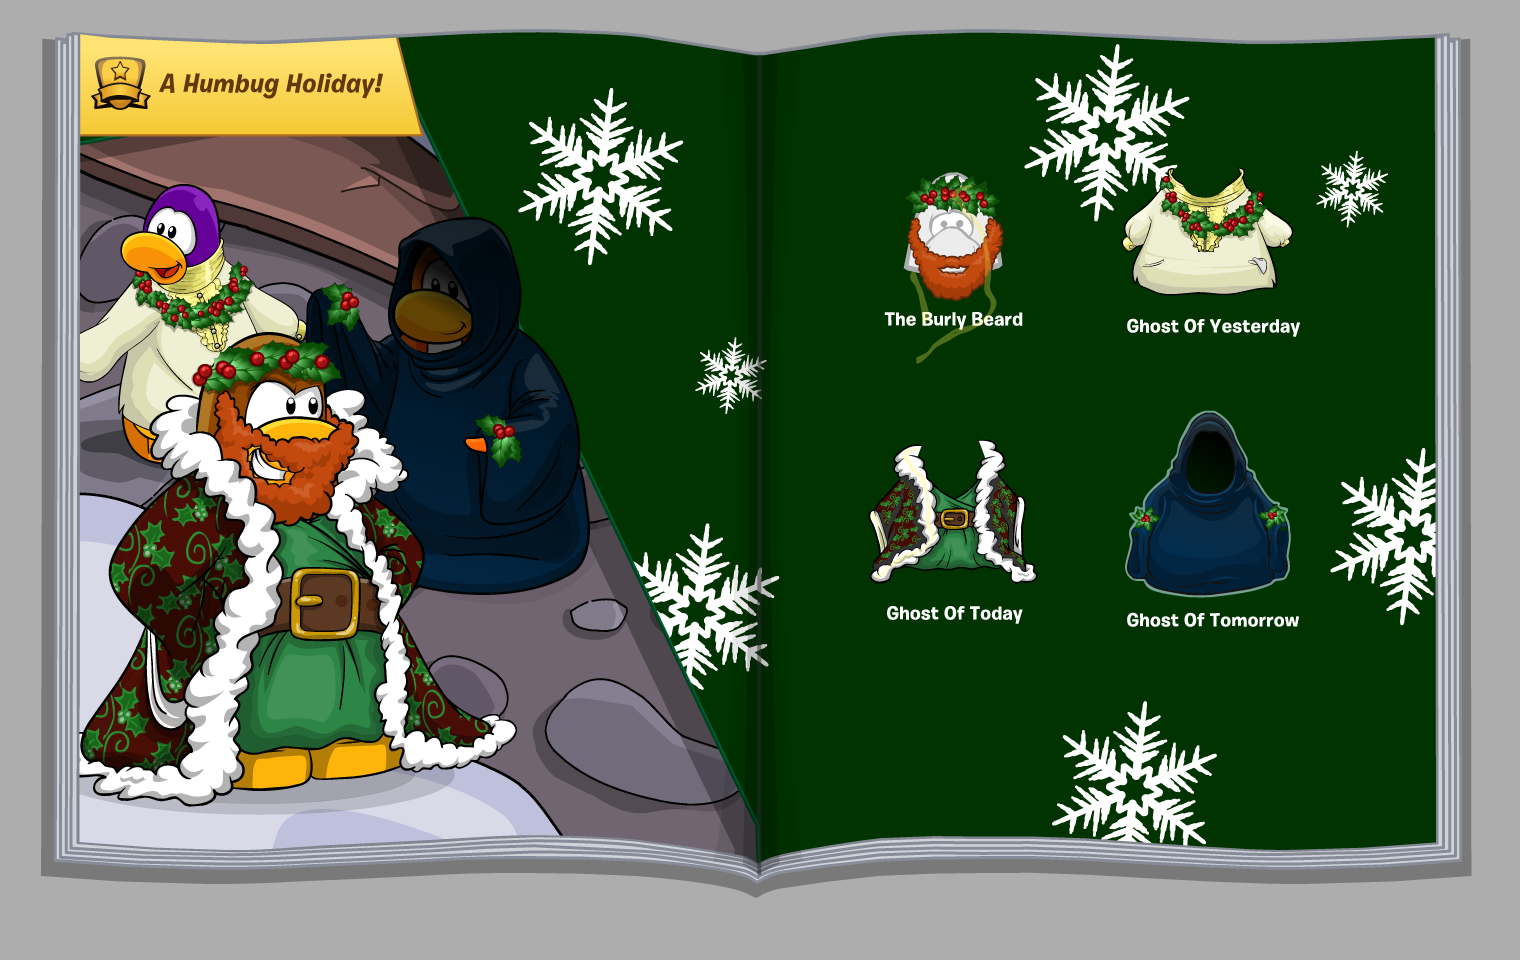 A Humbug Holiday!
The Burly Beard
Ghost Of Yesterday
Ghost Of Today
Ghost Of Tomorrow